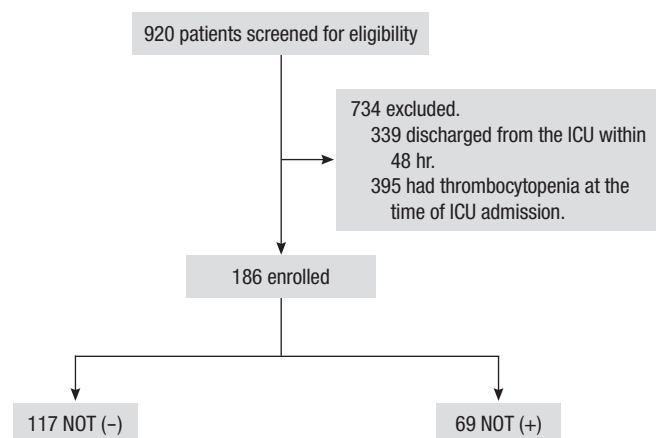 920 patients screened for eligibility
734 excluded.
339 discharged from the ICU within
48 hr.
395 had thrombocytopenia at the
time of ICU admission.
186 enrolled
117 NOT (–)
69 NOT (+)